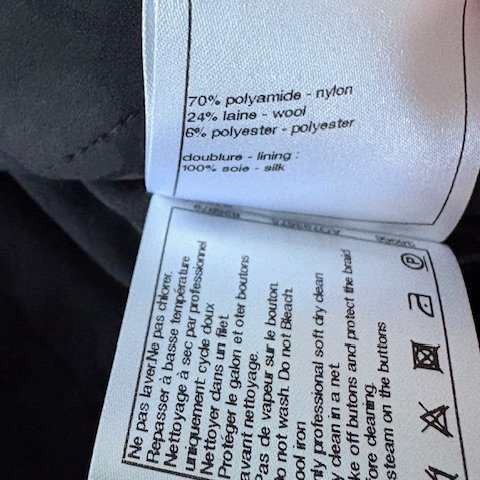 70% polyamide - nylon
24% laine - wool
6% polyester - polyester
doublure - lining :
100% soie - silk
Ne pas laver.Ne pas chlorer.
Repasser à basse température
Nettoyage à sec par professionnel
uniquement cycle doux
Nettoyer dans un filet.
Protéger le galon et oter boutons
avant nettoyage.
Pas de vapeur sur le bouton.
Do not wash. Do not Bleach.
ool iron
nly professional soft dry clean
y clean in a net.
ke off buttons and protect the braid
fore cleaning.
steam on the buttons
P